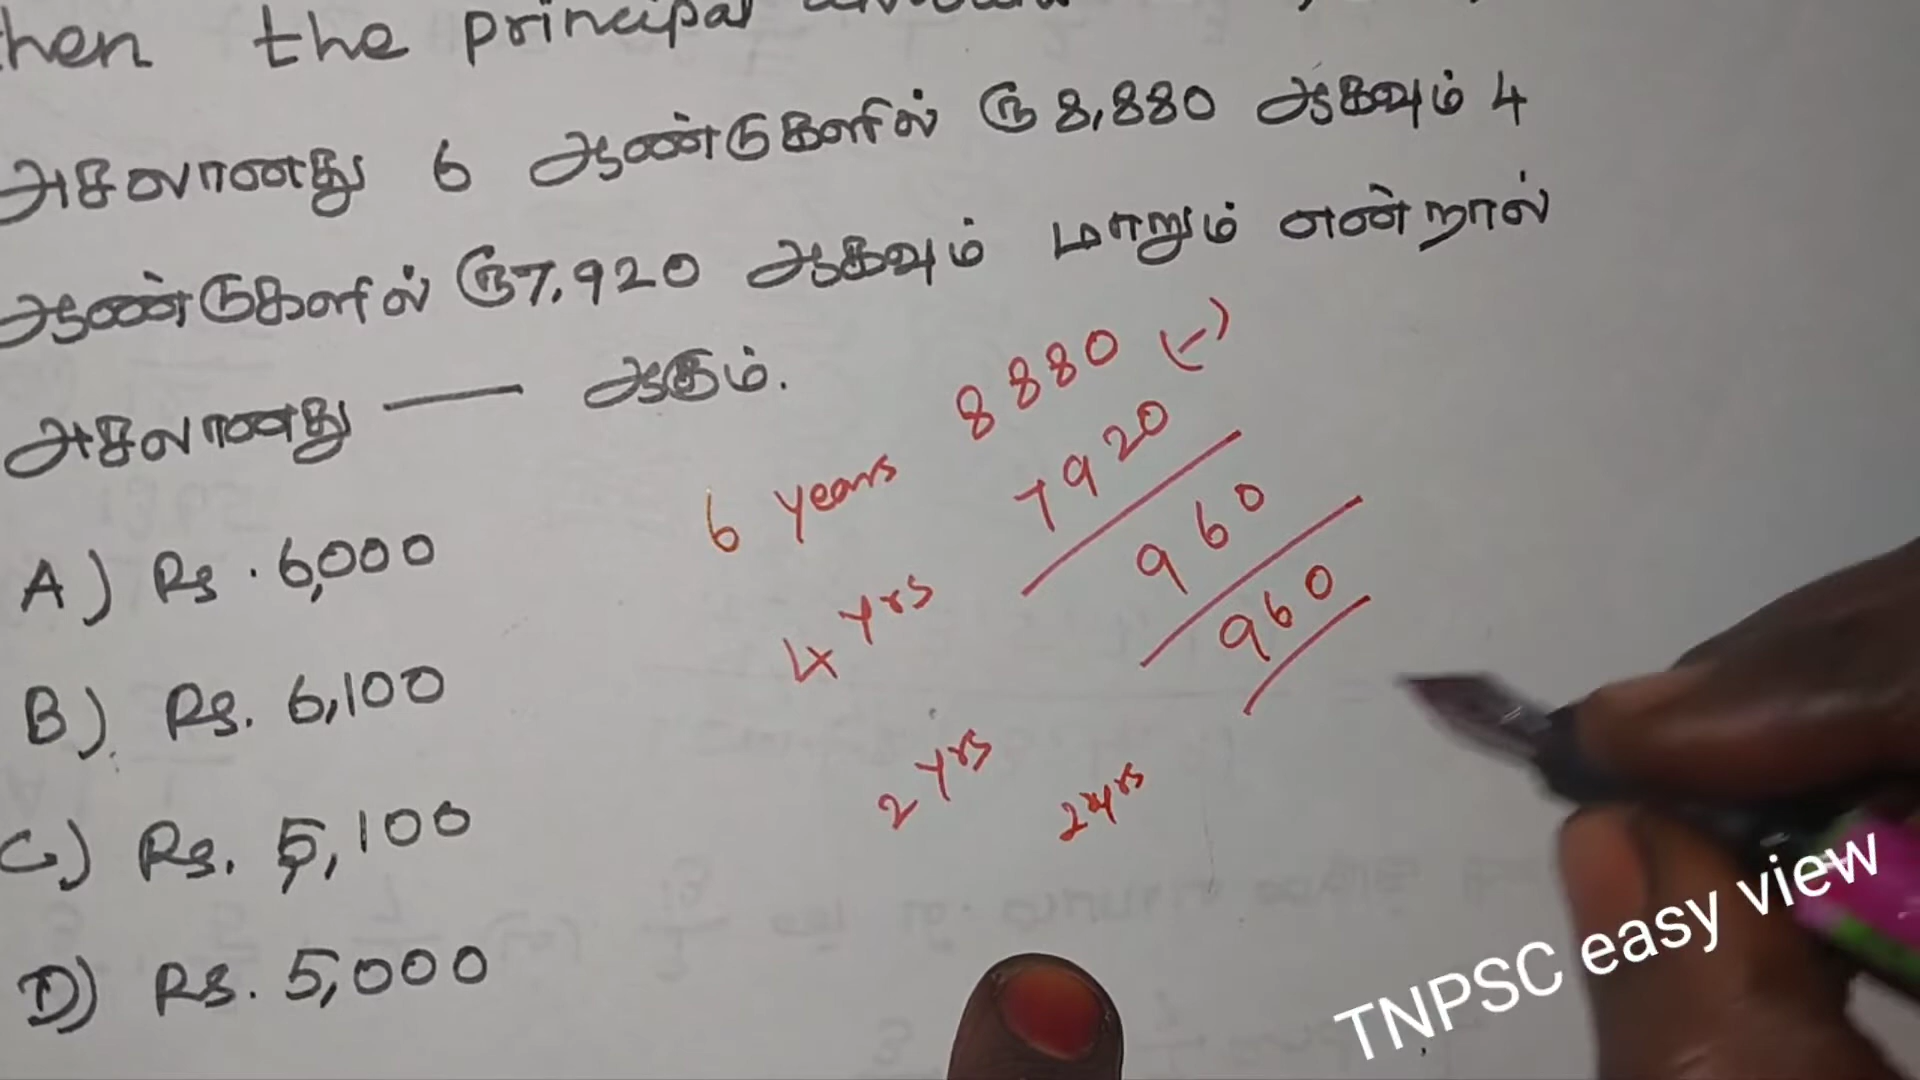 then the principal
அசலானது 6 ஆண்டுகளில் ரூ 8,880 ஆகவும் 4
ஆண்டுகளில் ரூ7,920 ஆகவும் மாறும் என்றால்
அசலானது —— ஆகும்.
A) Rs. 6,000
B) Rs. 6,100
C) Rs. 5,100
D) Rs. 5,000
6 years 8880 (-)
4 yrs 7920
2 yrs 960
2 yrs 960
TNPSC easy view